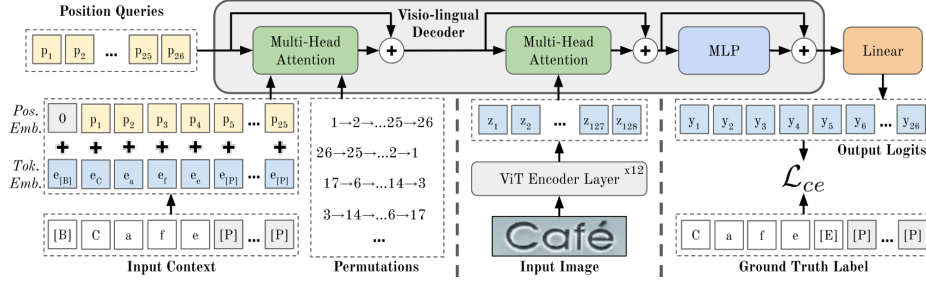 Position Queries
p1 p2 ... p25 p26
Visio-lingual Decoder
Multi-Head Attention
+
Multi-Head Attention
+
MLP
+
Linear
Pos. Emb.
0 p1 p2 p3 p4 p5 ... p25
+ + + + + + +
Tok. Emb.
e[B] eC ea ef ee e[P] ... e[P]
[B] C a f e [P] ... [P]
Input Context
1→2→...25→26
26→25→...2→1
17→6→...14→3
3→14→...6→17
...
Permutations
z1 z2 ... z127 z128
ViT Encoder Layer x12
Café
Input Image
y1 y2 y3 y4 y5 y6 ... y26
Output Logits
ℒce
C a f e [E] [P] ... [P]
Ground Truth Label